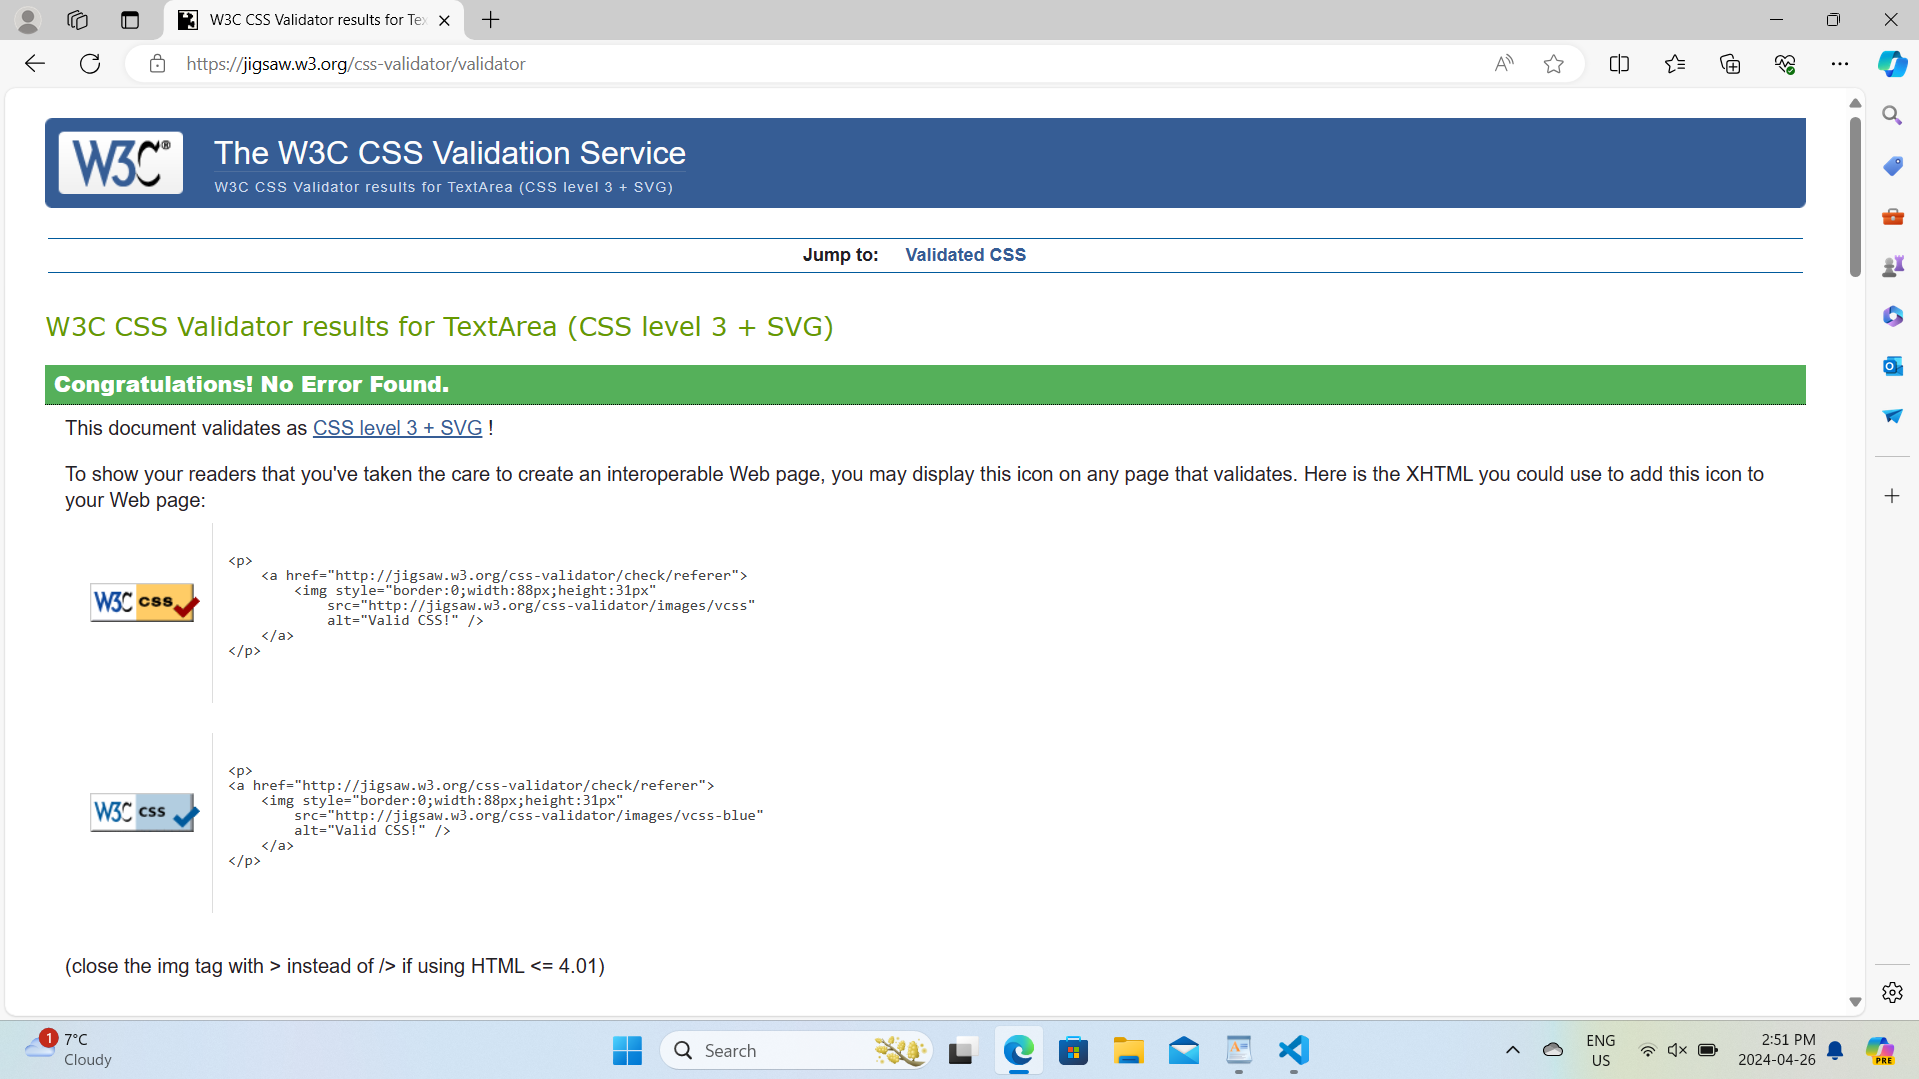 W3C CSS Validator results for Tex
https://jigsaw.w3.org/css-validator/validator
W3C®
The W3C CSS Validation Service
W3C CSS Validator results for TextArea (CSS level 3 + SVG)
Jump to: Validated CSS
W3C CSS Validator results for TextArea (CSS level 3 + SVG)
Congratulations! No Error Found.
This document validates as CSS level 3 + SVG !
To show your readers that you've taken the care to create an interoperable Web page, you may display this icon on any page that validates. Here is the XHTML you could use to add this icon to
your Web page:
W3C css
<p>
    <a href="http://jigsaw.w3.org/css-validator/check/referer">
        <img style="border:0;width:88px;height:31px"
            src="http://jigsaw.w3.org/css-validator/images/vcss"
            alt="Valid CSS!" />
    </a>
</p>
W3C css
<p>
<a href="http://jigsaw.w3.org/css-validator/check/referer">
    <img style="border:0;width:88px;height:31px"
        src="http://jigsaw.w3.org/css-validator/images/vcss-blue"
        alt="Valid CSS!" />
    </a>
</p>
(close the img tag with > instead of /> if using HTML <= 4.01)
1
7°C
Cloudy
Search
ENG
US
2:51 PM
2024-04-26
PRE